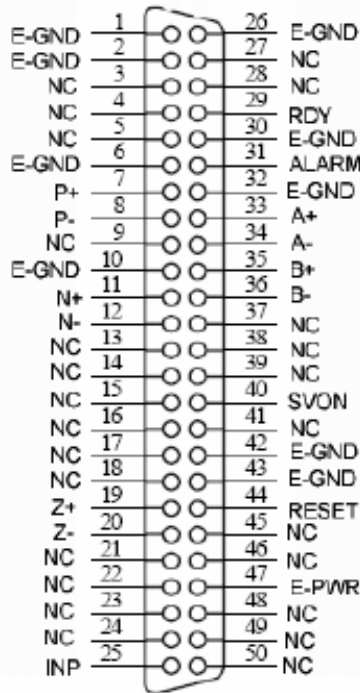 E-GND 1 26 E-GND
E-GND 2 27 NC
NC 3 28 NC
NC 4 29 RDY
NC 5 30 E-GND
E-GND 6 31 ALARM
P+ 7 32 E-GND
P- 8 33 A+
NC 9 34 A-
E-GND 10 35 B+
N+ 11 36 B-
N- 12 37 NC
NC 13 38 NC
NC 14 39 NC
NC 15 40 SVON
NC 16 41 NC
NC 17 42 E-GND
NC 18 43 E-GND
Z+ 19 44 RESET
Z- 20 45 NC
NC 21 46 NC
NC 22 47 E-PWR
NC 23 48 NC
NC 24 49 NC
INP 25 50 NC